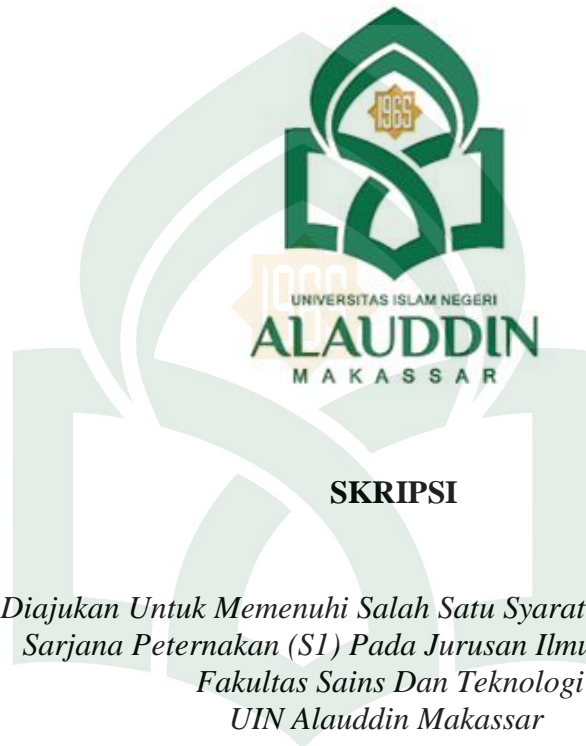 1965
UNIVERSITAS ISLAM NEGERI
ALAUDDIN
MAKASSAR
SKRIPSI
Diajukan Untuk Memenuhi Salah Satu Syarat
Sarjana Peternakan (S1) Pada Jurusan Ilmu
Fakultas Sains Dan Teknologi
UIN Alauddin Makassar